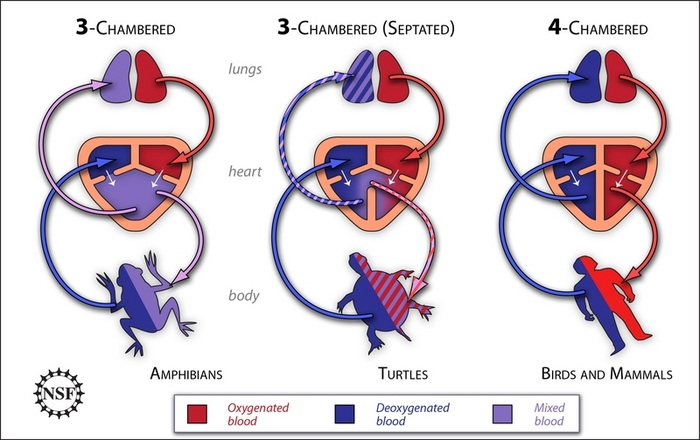 3-CHAMBERED
3-CHAMBERED (SEPTATED)
4-CHAMBERED
lungs
heart
body
AMPHIBIANS
TURTLES
BIRDS AND MAMMALS
NSF
Oxygenated
blood
Deoxygenated
blood
Mixed
blood